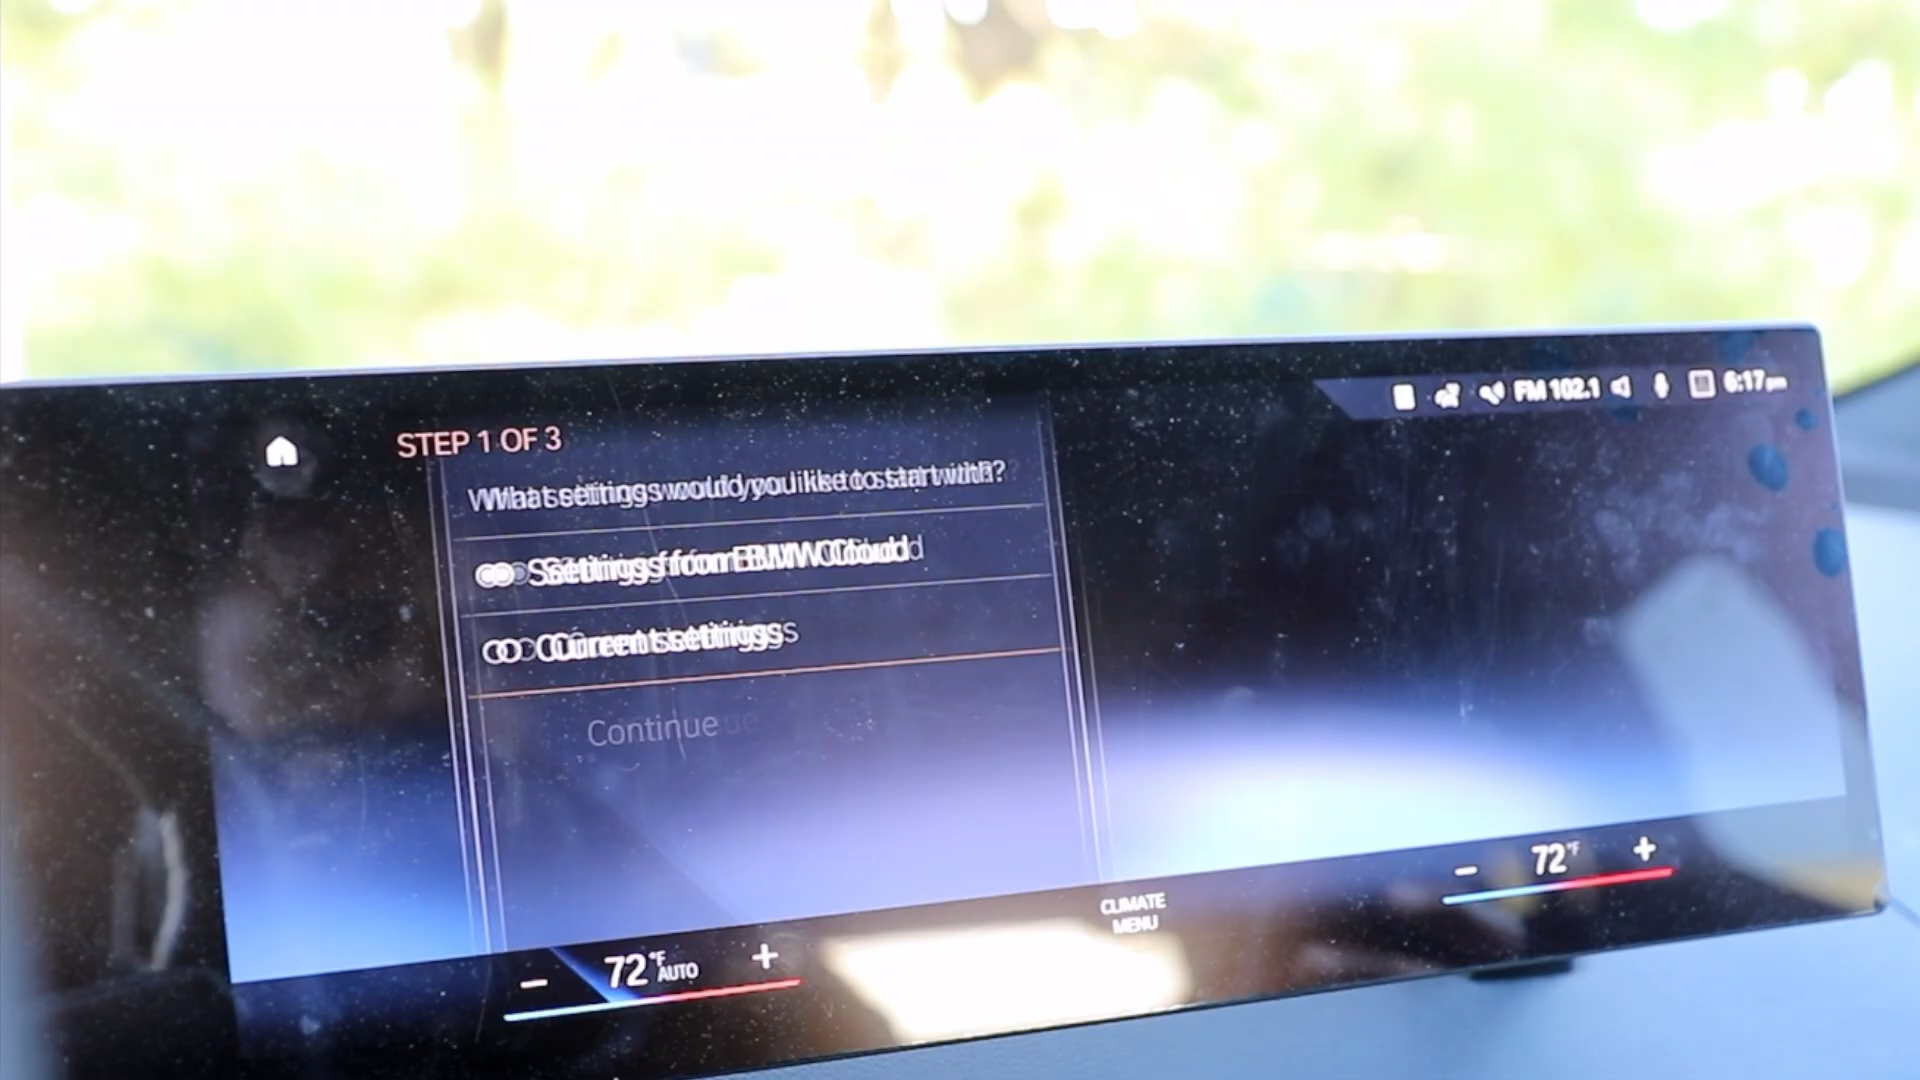 FM 102.1 6:17pm
STEP 1 OF 3
What settings would you like to start with?
Settings from BMW Cloud
Current settings
Continue
72°F
CLIMATE
MENU
72°F AUTO